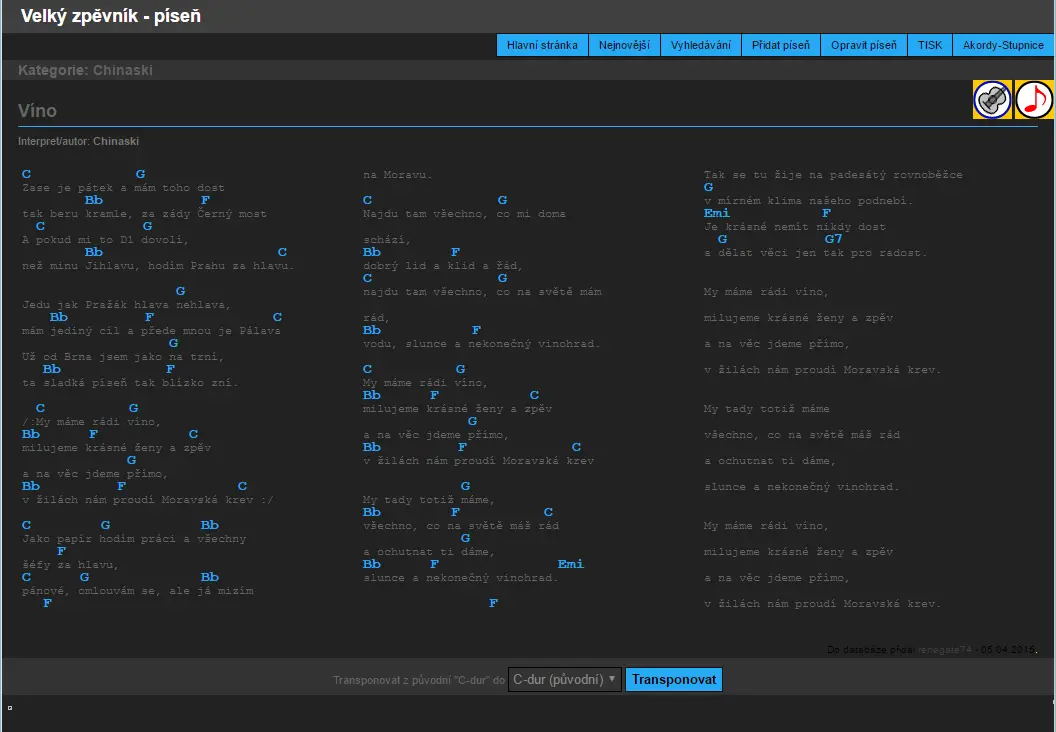 Velký zpěvník - píseň
Hlavní stránka Nejnovější Vyhledávání Přidat píseň Opravit píseň TISK Akordy-Stupnice
Kategorie: Chinaski
Víno
Interpret/autor: Chinaski
C G
Zase je pátek a mám toho dost
Bb F
tak beru kramle, za zády Černý most
C G
A pokud mi to D1 dovolí,
Bb C
než minu Jihlavu, hodím Prahu za hlavu.
G
Jedu jak Pražák hlava nehlava,
Bb F C
mám jediný cíl a přede mnou je Pálava
G
Už od Brna jsem jako na trní,
Bb F
ta sladká píseň tak blízko zní.
C G
/:My máme rádi víno,
Bb F C
milujeme krásné ženy a zpěv
G
a na věc jdeme přímo,
Bb F C
v žilách nám proudí Moravská krev :/
C G Bb
Jako papír hodím práci a všechny
F
šéfy za hlavu,
C G Bb
pánové, omlouvám se, ale já mizím
F
na Moravu.
C G
Najdu tam všechno, co mi doma
schází,
Bb F
dobrý lid a klid a řád,
C G
najdu tam všechno, co na světě mám
rád,
Bb F
vodu, slunce a nekonečný vinohrad.
C G
My máme rádi víno,
Bb F C
milujeme krásné ženy a zpěv
G
a na věc jdeme přímo,
Bb F C
v žilách nám proudí Moravská krev
G
My tady totiž máme,
Bb F C
všechno, co na světě máš rád
G
a ochutnat ti dáme,
Bb F Emi
slunce a nekonečný vinohrad.
F
Tak se tu žije na padesátý rovnoběžce
G
v mírném klima našeho podnebí.
Emi F
Je krásné nemít nikdy dost
G G7
a dělat věci jen tak pro radost.
My máme rádi víno,
milujeme krásné ženy a zpěv
a na věc jdeme přímo,
v žilách nám proudí Moravská krev.
My tady totiž máme
všechno, co na světě máš rád
a ochutnat ti dáme,
slunce a nekonečný vinohrad.
My máme rádi víno,
milujeme krásné ženy a zpěv
a na věc jdeme přímo,
v žilách nám proudí Moravská krev.
Do databáze přidal renegate74 - 05.04.2015.
Transponovat z původní "C-dur" do C-dur (původní) Transponovat